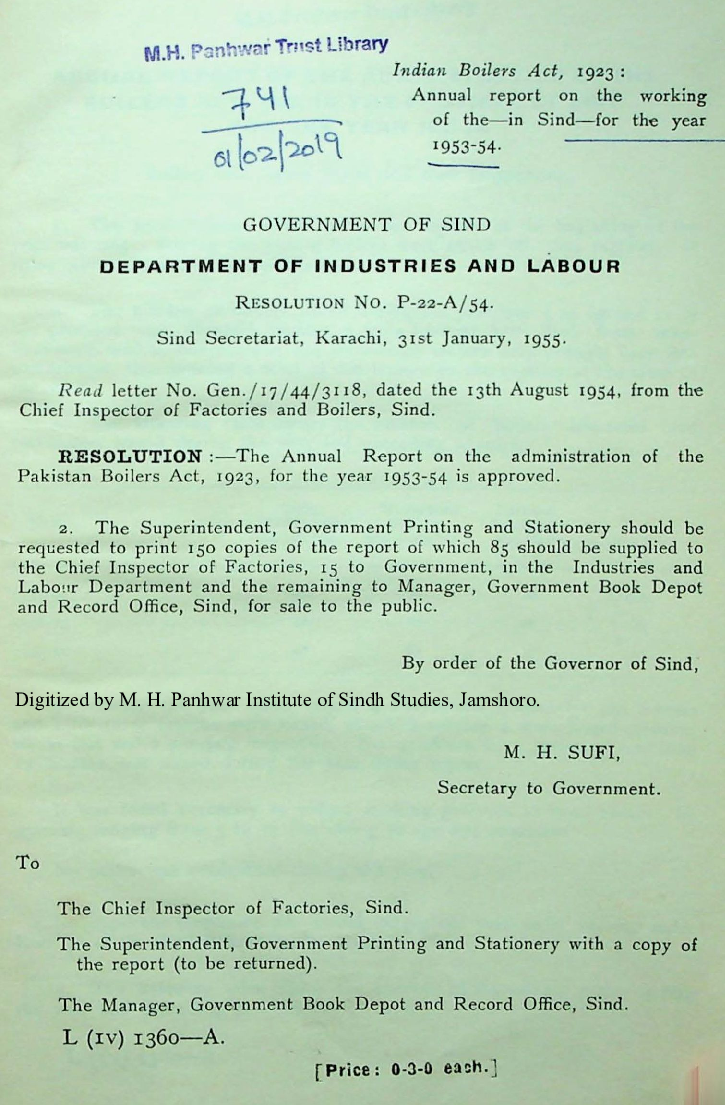 M.H. Panhwar Trust Library
741
01/02/2019
Indian Boilers Act, 1923 :
Annual report on the working
of the—in Sind—for the year
1953-54.
GOVERNMENT OF SIND
DEPARTMENT OF INDUSTRIES AND LABOUR
RESOLUTION NO. P-22-A/54.
Sind Secretariat, Karachi, 31st January, 1955.
Read letter No. Gen./17/44/3118, dated the 13th August 1954, from the
Chief Inspector of Factories and Boilers, Sind.
RESOLUTION :—The Annual Report on the administration of the
Pakistan Boilers Act, 1923, for the year 1953-54 is approved.
2. The Superintendent, Government Printing and Stationery should be
requested to print 150 copies of the report of which 85 should be supplied to
the Chief Inspector of Factories, 15 to Government, in the Industries and
Labour Department and the remaining to Manager, Government Book Depot
and Record Office, Sind, for sale to the public.
By order of the Governor of Sind,
Digitized by M. H. Panhwar Institute of Sindh Studies, Jamshoro.
M. H. SUFI,
Secretary to Government.
To
The Chief Inspector of Factories, Sind.
The Superintendent, Government Printing and Stationery with a copy of
the report (to be returned).
The Manager, Government Book Depot and Record Office, Sind.
L (IV) 1360—A.
[Price : 0-3-0 each.]